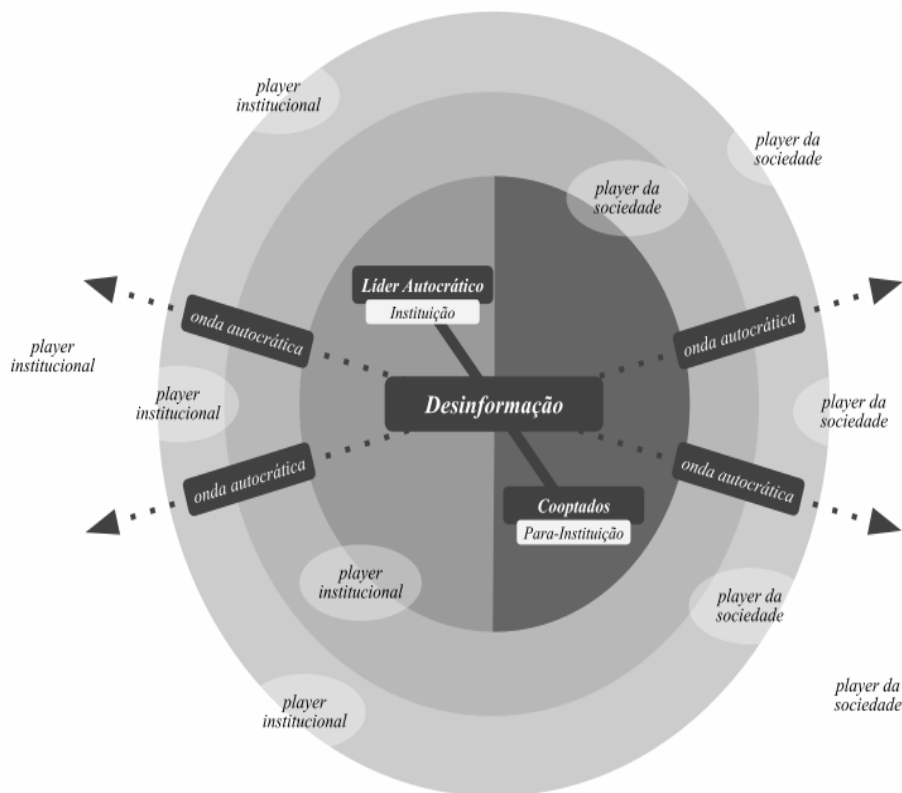 player
institucional
player da
sociedade
player da
sociedade
Líder Autocrático
Instituição
onda autocrática
onda autocrática
player
institucional
player
institucional
Desinformação
player da
sociedade
onda autocrática
onda autocrática
Cooptados
Para-Instituição
player
institucional
player da
sociedade
player
institucional
player da
sociedade